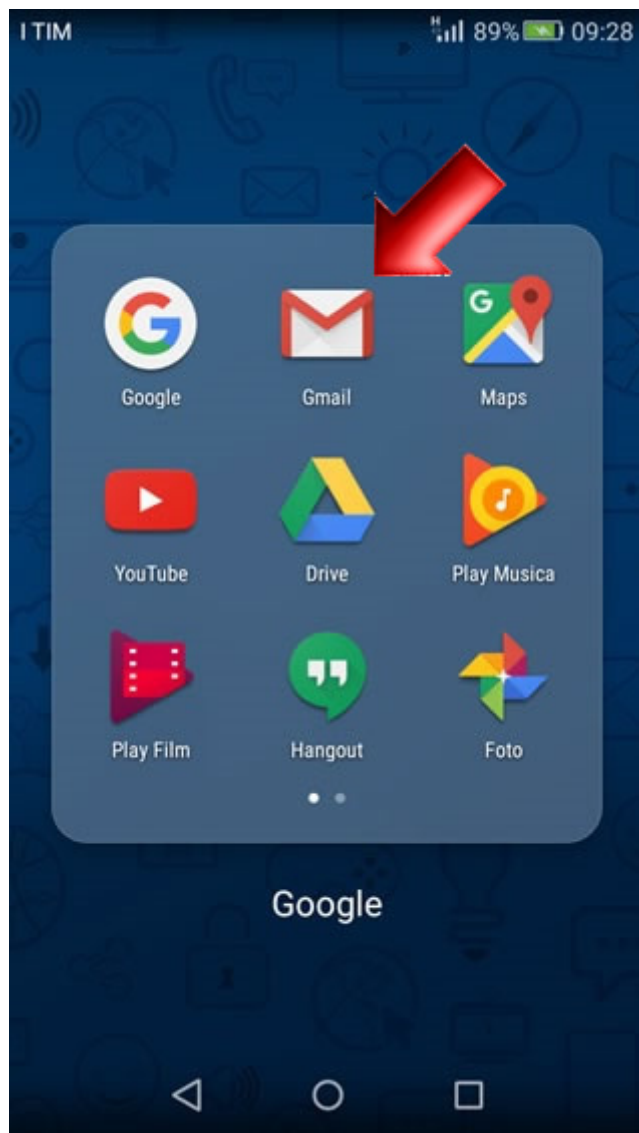 I TIM H 89% 09:28
Google Gmail Maps
YouTube Drive Play Musica
Play Film Hangout Foto
Google